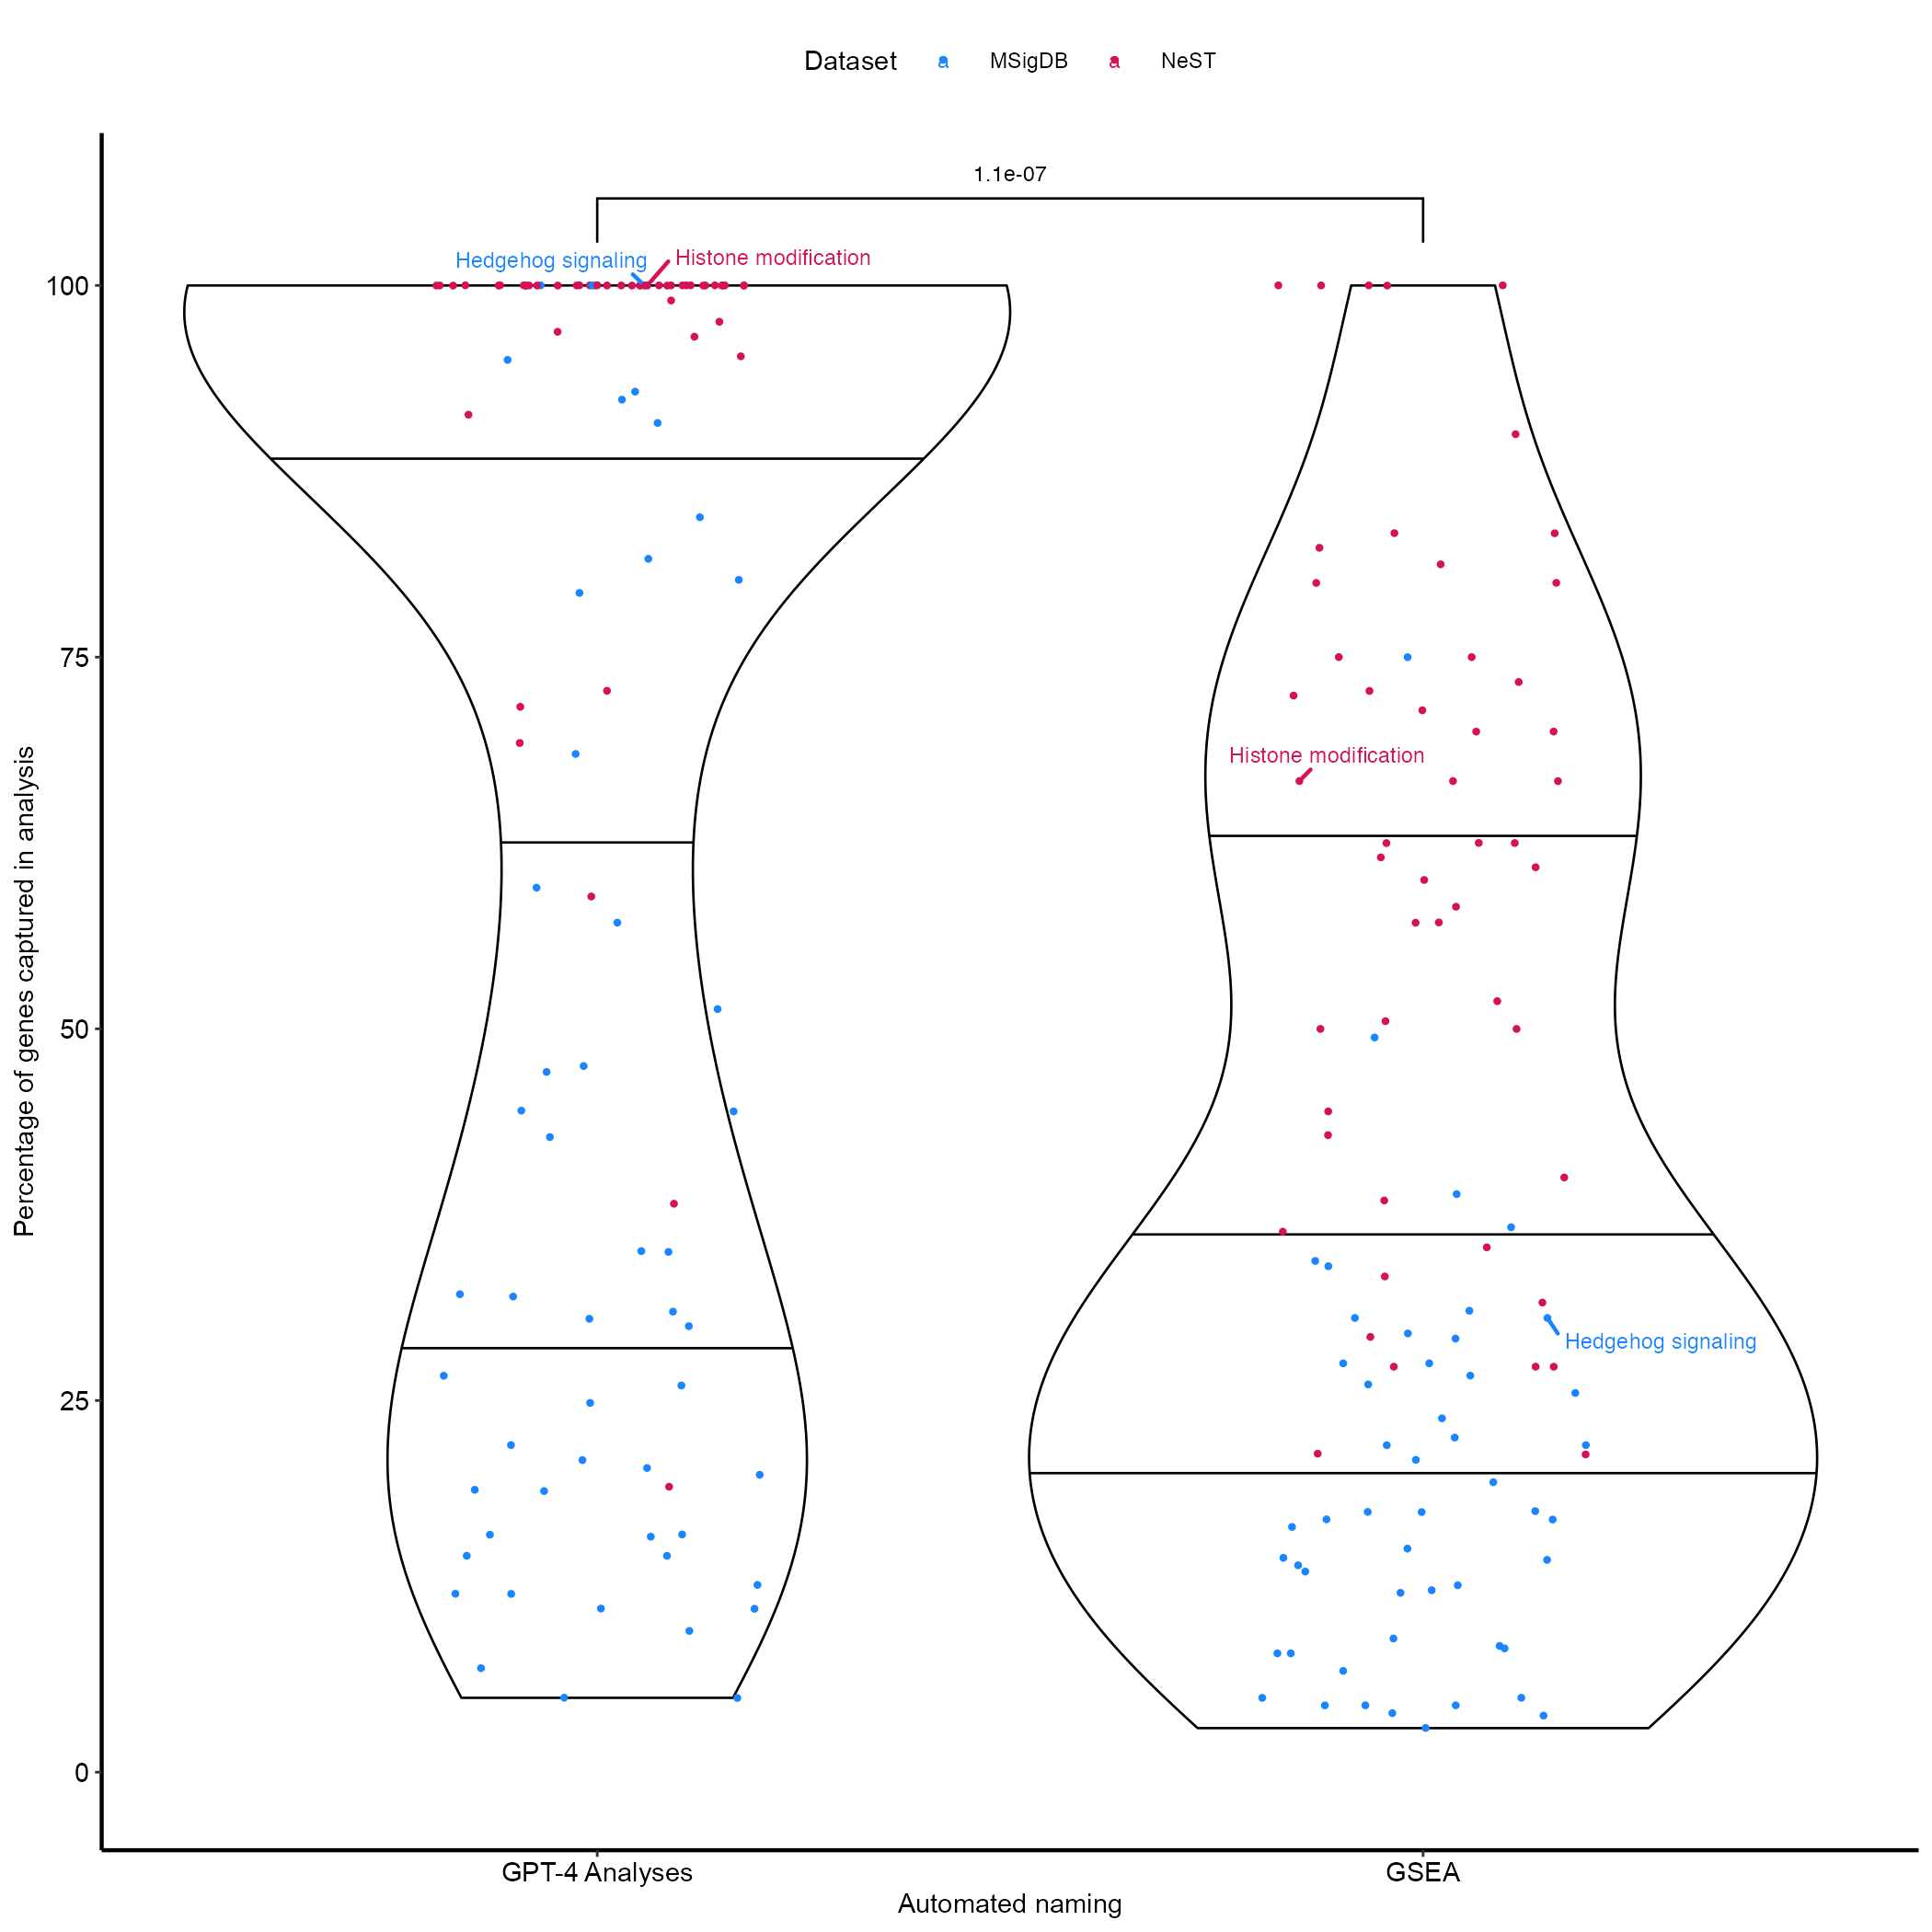 Dataset a MSigDB a NeST
1.1e-07
Hedgehog signaling Histone modification
100
75
Histone modification
50
Hedgehog signaling
25
0
Percentage of genes captured in analysis
GPT-4 Analyses GSEA
Automated naming